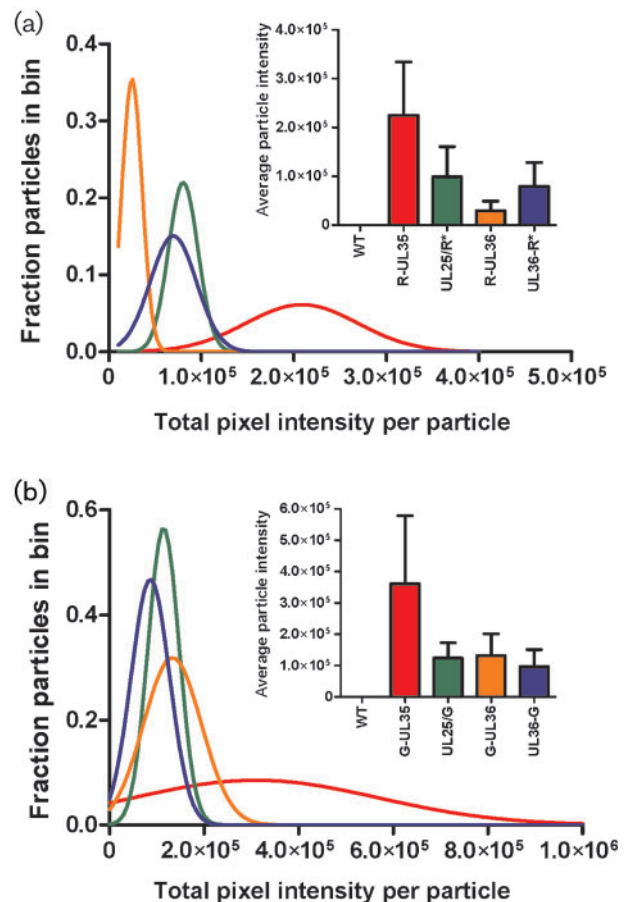 (a)
0.4
0.3
0.2
0.1
0.0
Fraction particles in bin
1.0×10⁵
2.0×10⁵
3.0×10⁵
4.0×10⁵
5.0×10⁵
Total pixel intensity per particle
Average particle intensity
4.0×10⁵
2.0×10⁵
1.0×10⁵
0
WT
R-UL35
UL25/R*
R-UL36
UL36-R*
(b)
0.6
0.4
0.2
0.0
Fraction particles in bin
0
2.0×10⁵
4.0×10⁵
6.0×10⁵
8.0×10⁵
1.0×10⁶
Total pixel intensity per particle
Average particle intensity
6.0×10⁵
5.0×10⁵
4.0×10⁵
3.0×10⁵
2.0×10⁵
1.0×10⁵
0
WT
G-UL35
UL25/G
G-UL36
UL36-G